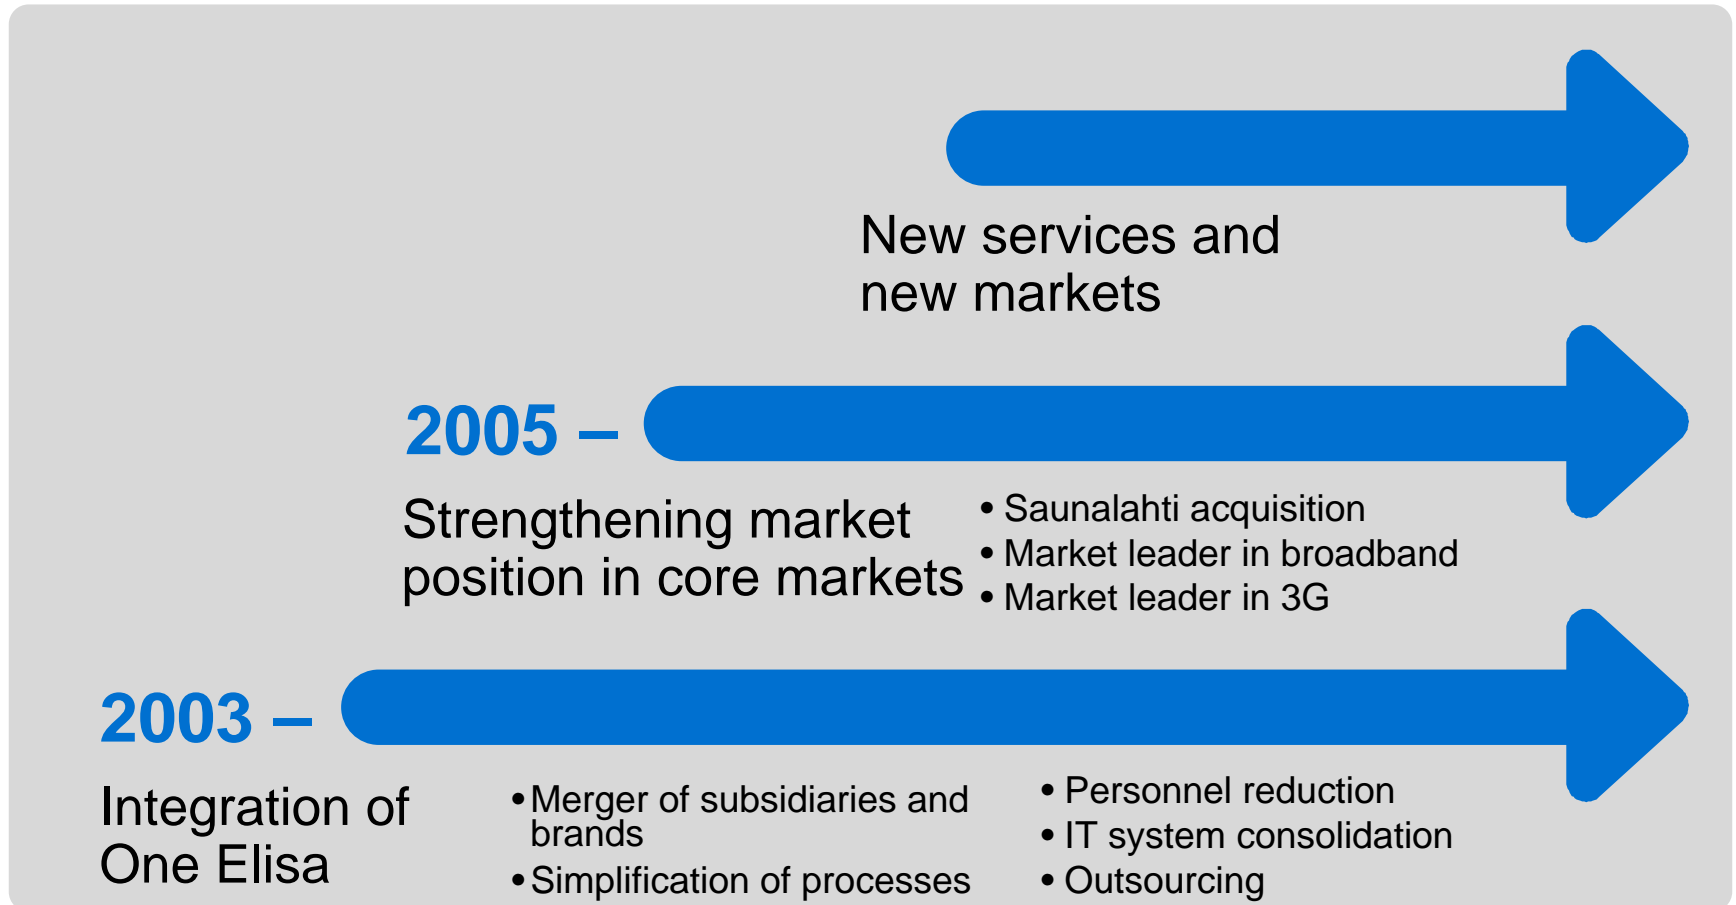 New services and
new markets
2005 –
Strengthening market
position in core markets
• Saunalahti acquisition
• Market leader in broadband
• Market leader in 3G
2003 –
Integration of
One Elisa
• Merger of subsidiaries and
brands
• Simplification of processes
• Personnel reduction
• IT system consolidation
• Outsourcing